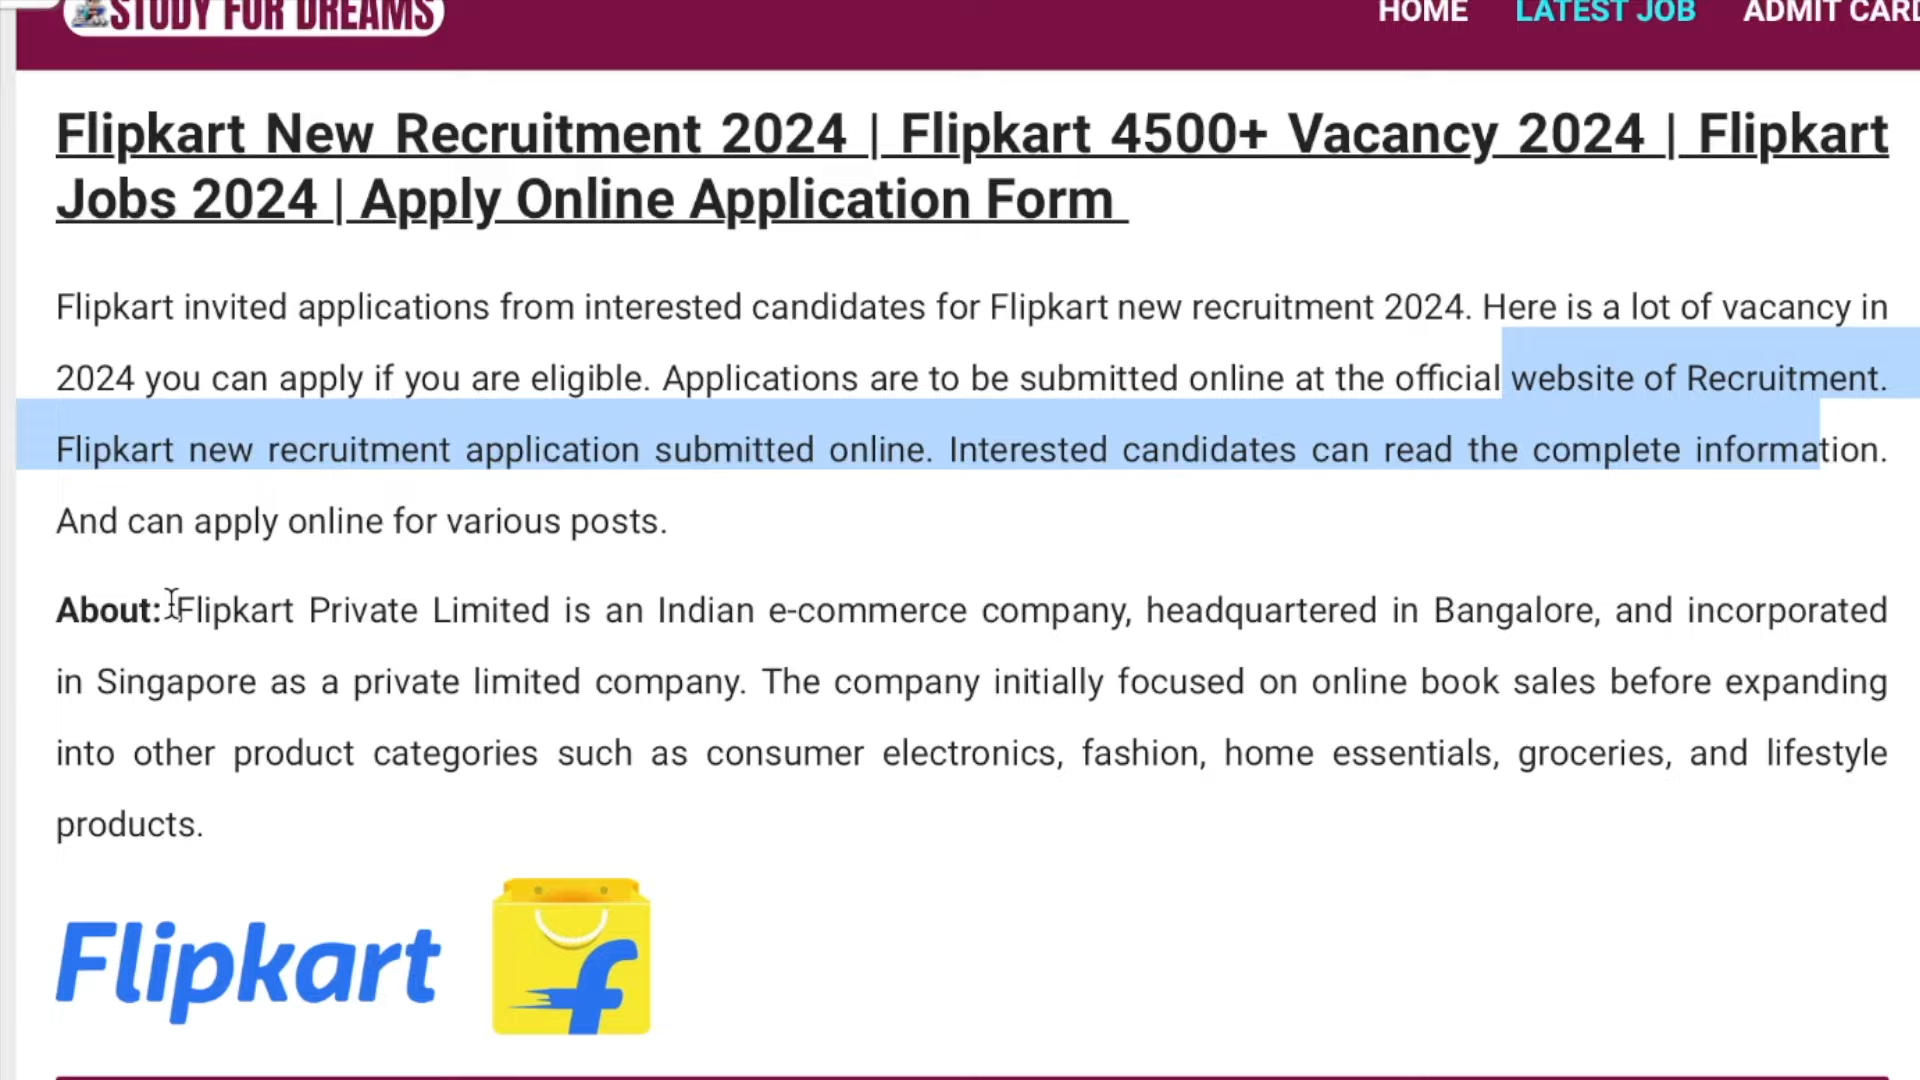 STUDY FOR DREAMS
HOME LATEST JOB ADMIT CARD
Flipkart New Recruitment 2024 | Flipkart 4500+ Vacancy 2024 | Flipkart
Jobs 2024 | Apply Online Application Form
Flipkart invited applications from interested candidates for Flipkart new recruitment 2024. Here is a lot of vacancy in
2024 you can apply if you are eligible. Applications are to be submitted online at the official website of Recruitment.
Flipkart new recruitment application submitted online. Interested candidates can read the complete information.
And can apply online for various posts.
About: Flipkart Private Limited is an Indian e-commerce company, headquartered in Bangalore, and incorporated
in Singapore as a private limited company. The company initially focused on online book sales before expanding
into other product categories such as consumer electronics, fashion, home essentials, groceries, and lifestyle
products.
Flipkart f